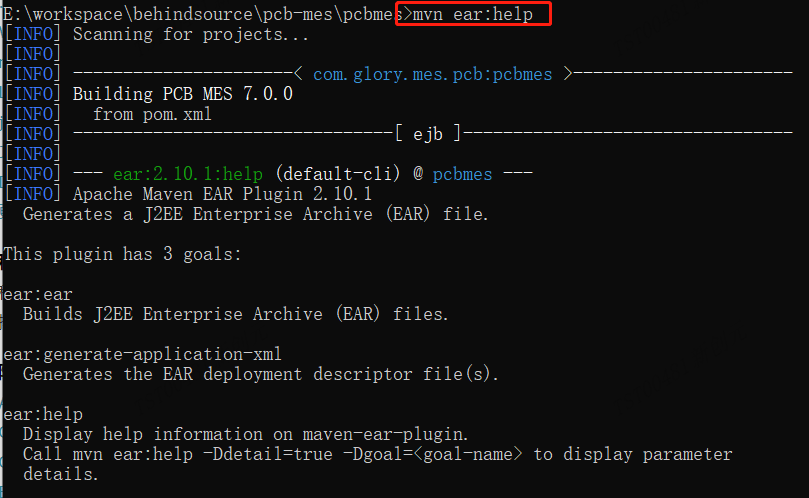 E:\workspace\behindsource\pcb-mes\pcbmes>mvn ear:help
[INFO] Scanning for projects...
[INFO]
[INFO] ----------------------< com.glory.mes.pcb:pcbmes >----------------------
[INFO] Building PCB MES 7.0.0
[INFO]   from pom.xml
[INFO] --------------------------------[ ejb ]---------------------------------
[INFO]
[INFO] --- ear:2.10.1:help (default-cli) @ pcbmes ---
[INFO] Apache Maven EAR Plugin 2.10.1
  Generates a J2EE Enterprise Archive (EAR) file.
This plugin has 3 goals:
ear:ear
  Builds J2EE Enterprise Archive (EAR) files.
ear:generate-application-xml
  Generates the EAR deployment descriptor file(s).
ear:help
  Display help information on maven-ear-plugin.
  Call mvn ear:help -Ddetail=true -Dgoal=<goal-name> to display parameter
  details.